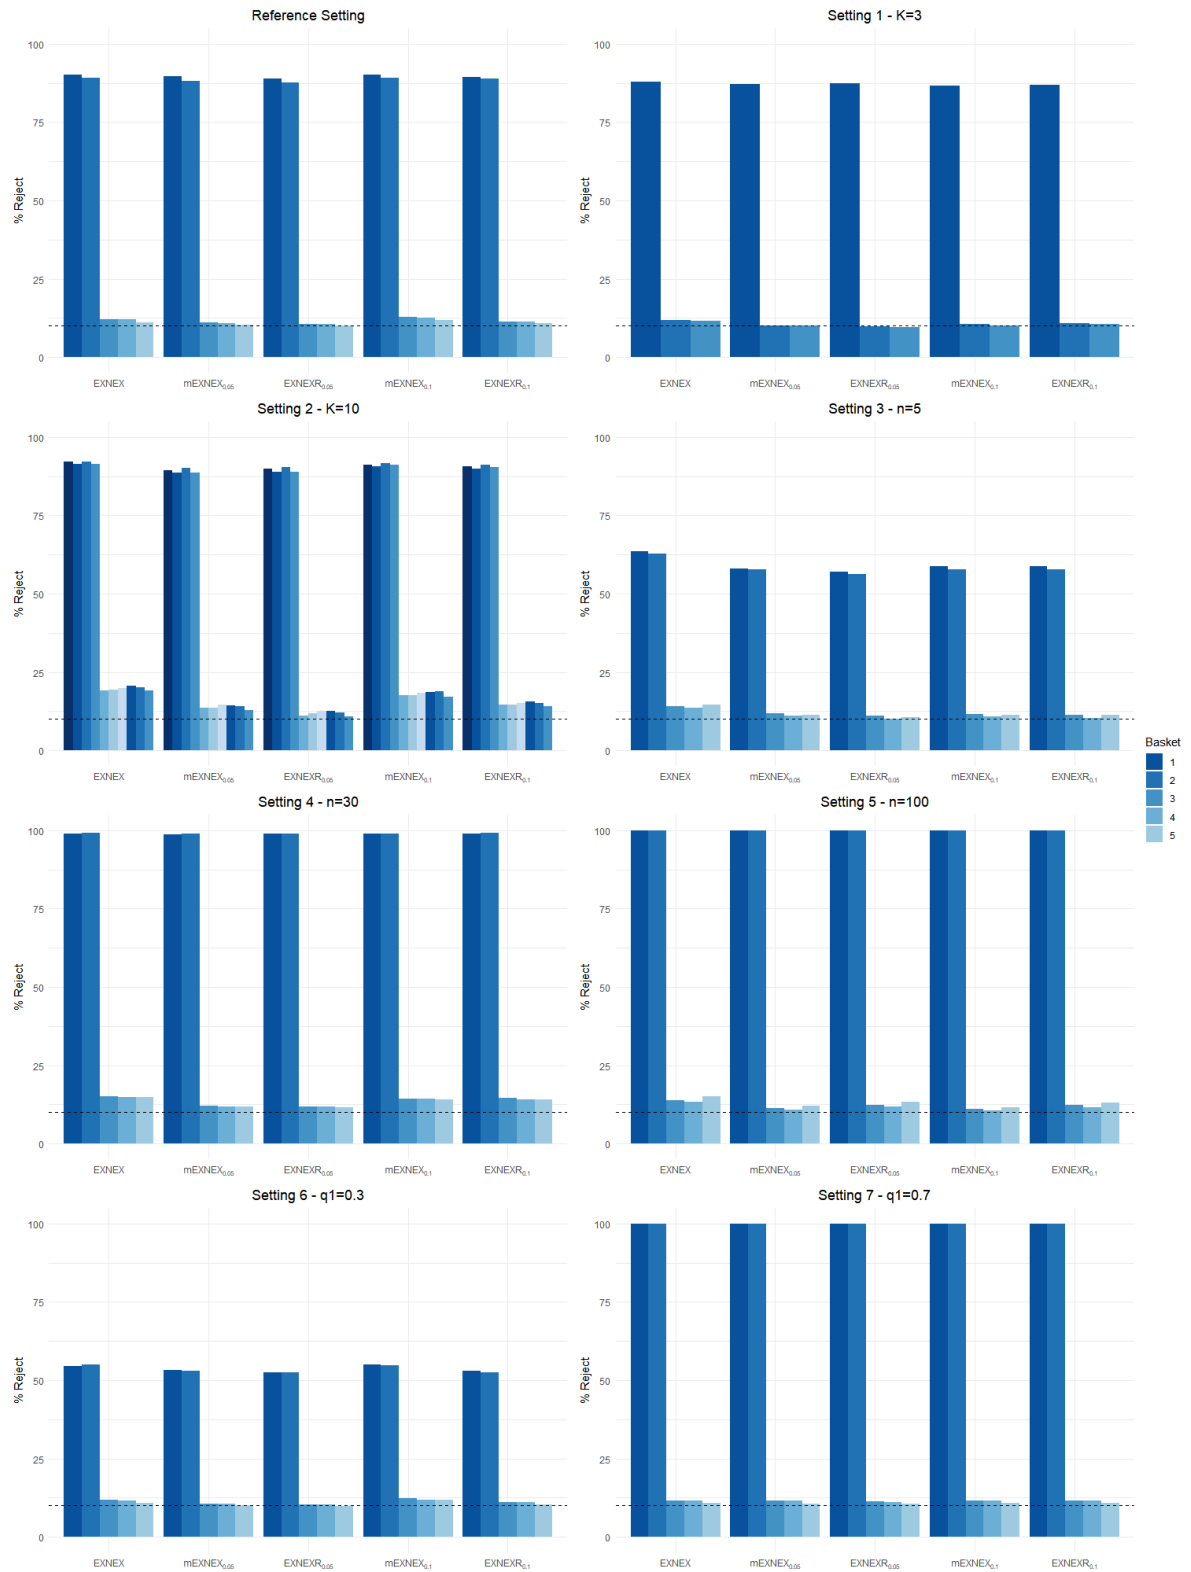 Reference Setting
100
75
50
25
0
% Reject
EXNEX mEXNEX0.05 EXNEXR0.05 mEXNEX0.1 EXNEXR0.1
Setting 1 - K=3
100
75
50
25
0
% Reject
EXNEX mEXNEX0.05 EXNEXR0.05 mEXNEX0.1 EXNEXR0.1
Setting 2 - K=10
100
75
50
25
0
% Reject
EXNEX mEXNEX0.05 EXNEXR0.05 mEXNEX0.1 EXNEXR0.1
Setting 3 - n=5
100
75
50
25
0
% Reject
EXNEX mEXNEX0.05 EXNEXR0.05 mEXNEX0.1 EXNEXR0.1
Basket
1
2
3
4
5
Setting 4 - n=30
100
75
50
25
0
% Reject
EXNEX mEXNEX0.05 EXNEXR0.05 mEXNEX0.1 EXNEXR0.1
Setting 5 - n=100
100
75
50
25
0
% Reject
EXNEX mEXNEX0.05 EXNEXR0.05 mEXNEX0.1 EXNEXR0.1
Setting 6 - q1=0.3
100
75
50
25
0
% Reject
EXNEX mEXNEX0.05 EXNEXR0.05 mEXNEX0.1 EXNEXR0.1
Setting 7 - q1=0.7
100
75
50
25
0
% Reject
EXNEX mEXNEX0.05 EXNEXR0.05 mEXNEX0.1 EXNEXR0.1